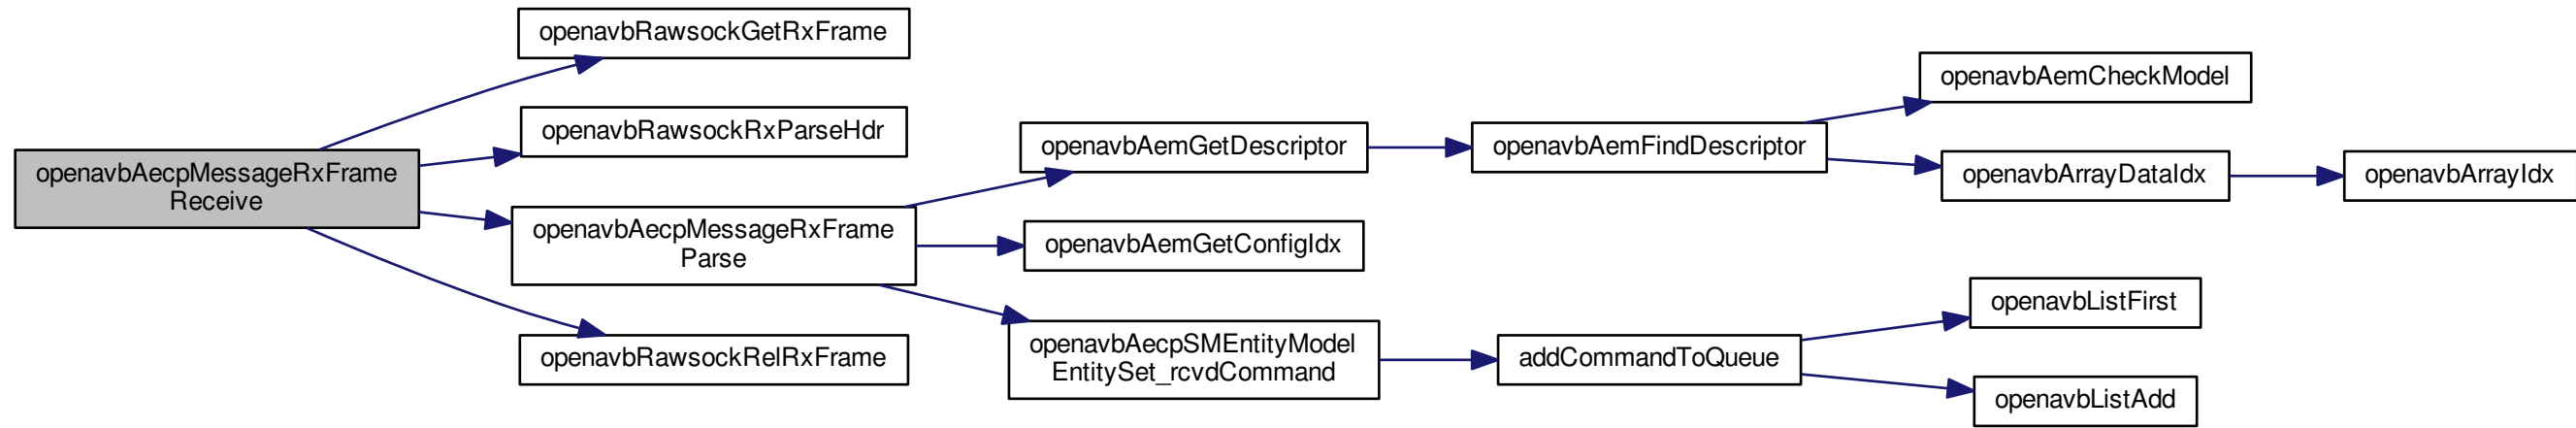 openavbAecpMessageRxFrame
Receive
openavbRawsockGetRxFrame
openavbRawsockRxParseHdr
openavbAecpMessageRxFrame
Parse
openavbRawsockRelRxFrame
openavbAemGetDescriptor
openavbAemGetConfigIdx
openavbAecpSMEntityModel
EntitySet_rcvdCommand
openavbAemFindDescriptor
addCommandToQueue
openavbAemCheckModel
openavbArrayDataIdx
openavbListFirst
openavbListAdd
openavbArrayIdx